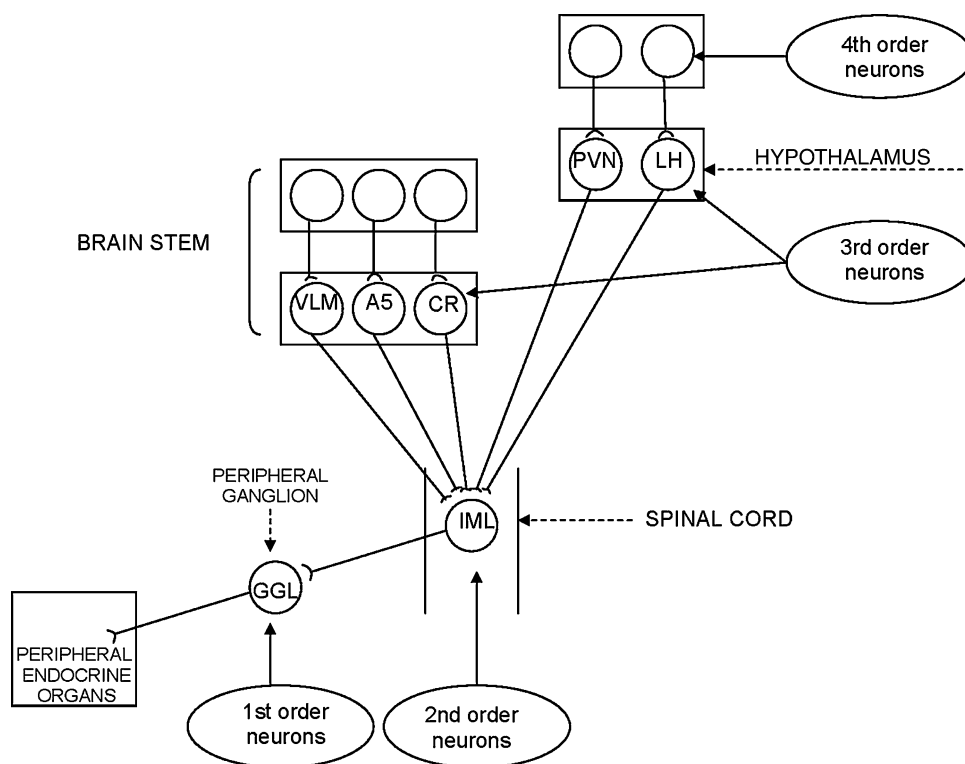 4th order
neurons
PVN
LH
HYPOTHALAMUS
BRAIN STEM
3rd order
neurons
VLM
A5
CR
PERIPHERAL
GANGLION
IML
SPINAL CORD
GGL
PERIPHERAL
ENDOCRINE
ORGANS
1st order
neurons
2nd order
neurons